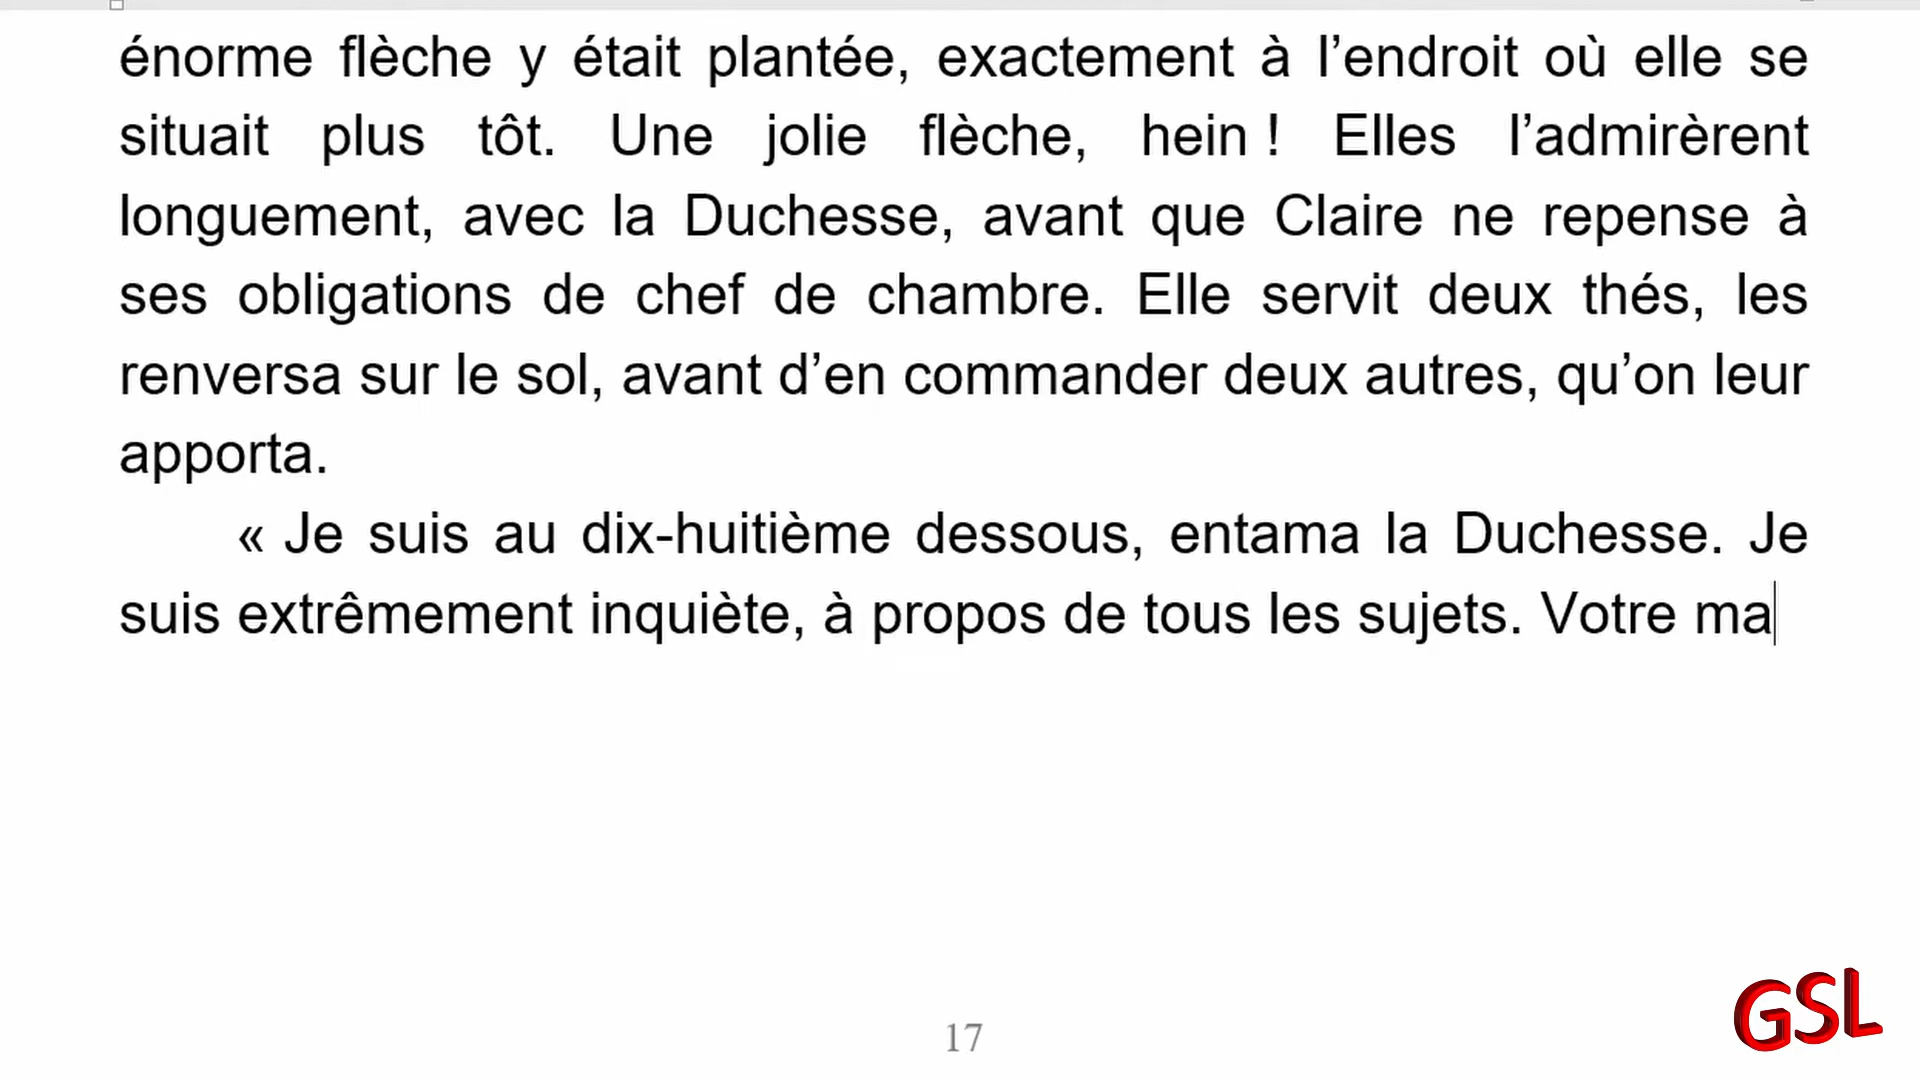 énorme flèche y était plantée, exactement à l’endroit où elle se
situait plus tôt. Une jolie flèche, hein ! Elles l’admirèrent
longuement, avec la Duchesse, avant que Claire ne repense à
ses obligations de chef de chambre. Elle servit deux thés, les
renversa sur le sol, avant d’en commander deux autres, qu’on leur
apporta.
« Je suis au dix-huitième dessous, entama la Duchesse. Je
suis extrêmement inquiète, à propos de tous les sujets. Votre ma
17
GSL